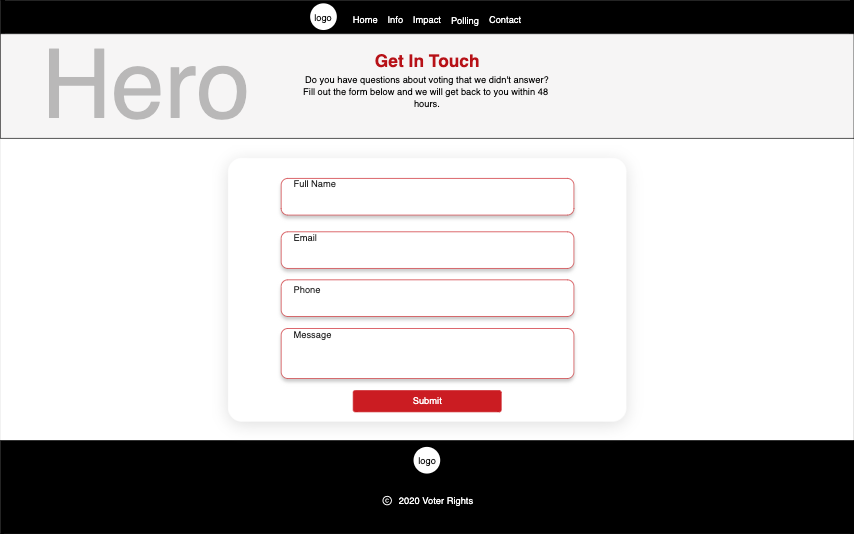 logo Home Info Impact Polling Contact
Hero
Get In Touch
Do you have questions about voting that we didn't answer?
Fill out the form below and we will get back to you within 48
hours.
Full Name
Email
Phone
Message
Submit
logo
© 2020 Voter Rights